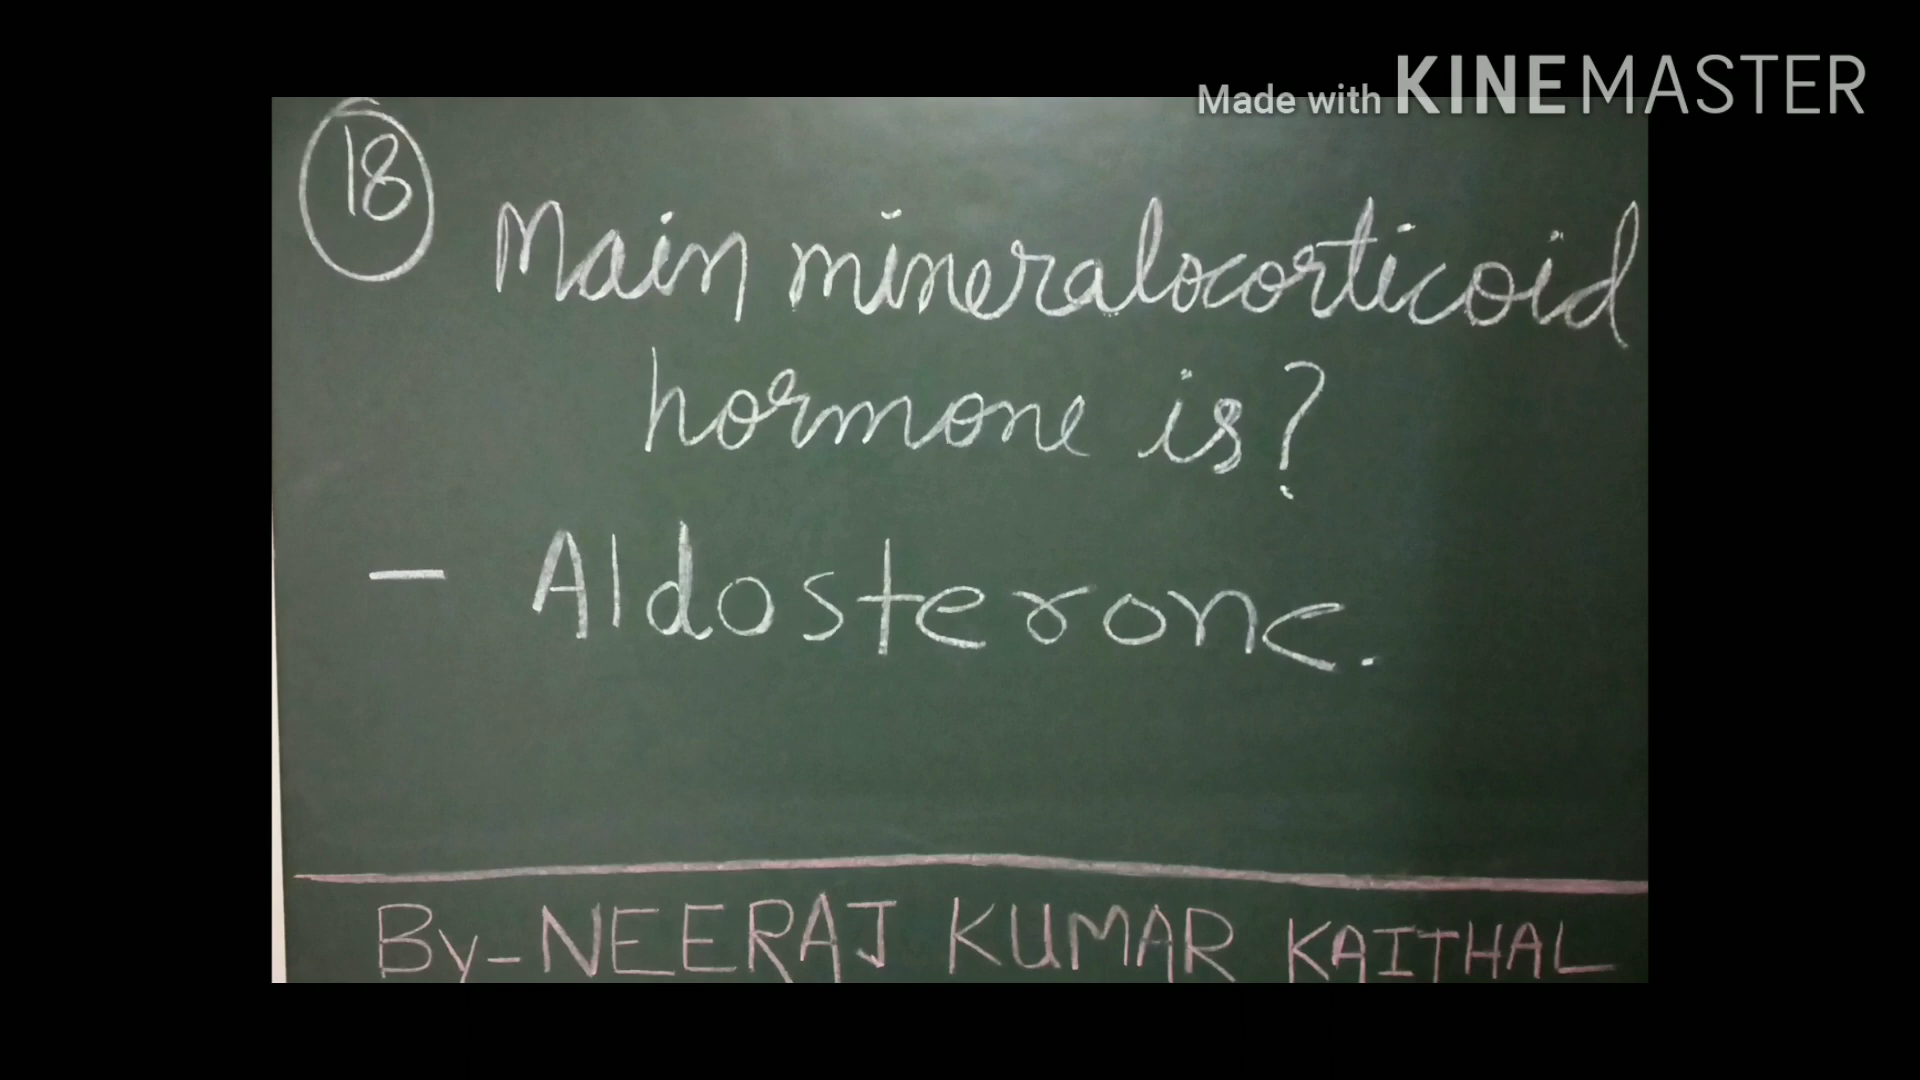 Made with KINEMASTER
18
Main mineralocorticoid
hormone is?
- Aldosterone.
By-NEERAJ KUMAR KAITHAL